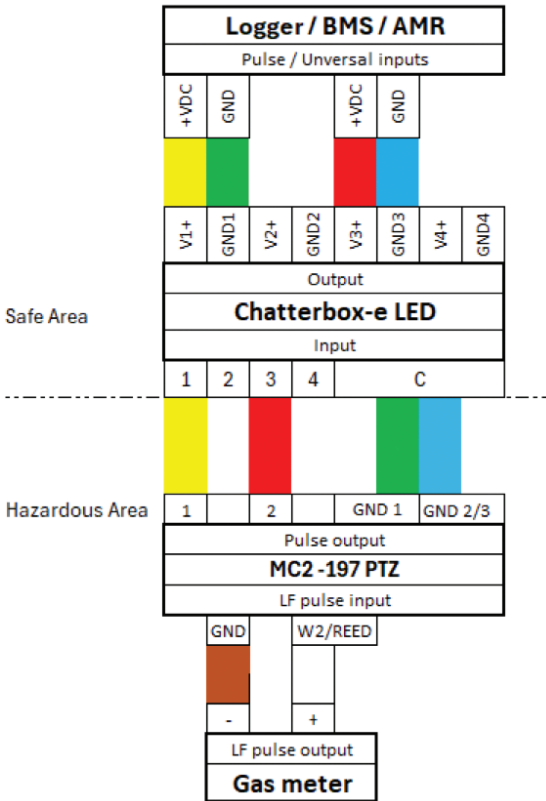 Logger / BMS / AMR
Pulse / Unversal inputs
+VDC GND +VDC GND
V1+ GND1 V2+ GND2 V3+ GND3 V4+ GND4
Output
Safe Area
Chatterbox-e LED
Input
1 2 3 4 C
Hazardous Area
1 2 GND 1 GND 2/3
Pulse output
MC2 -197 PTZ
LF pulse input
GND W2/REED
- +
LF pulse output
Gas meter